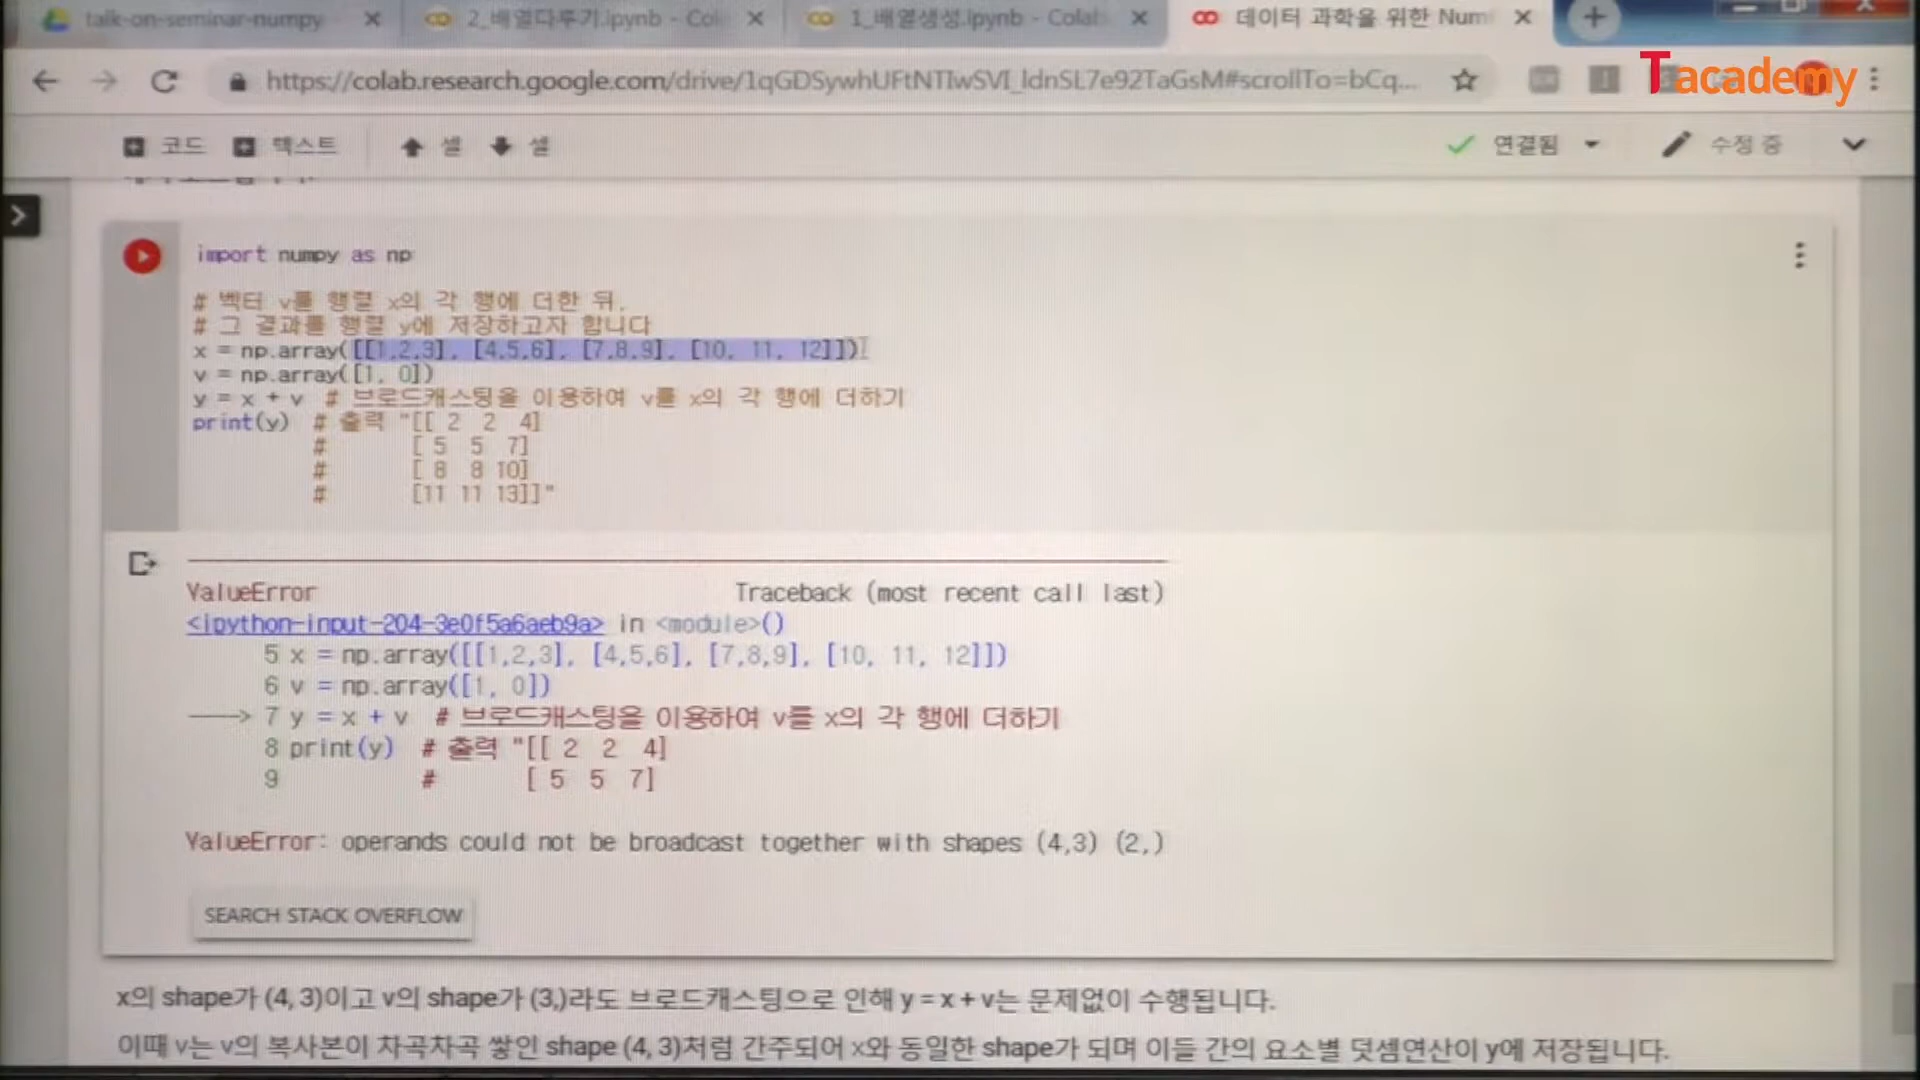 talk-on-seminar-numpy
2_배열다루기.ipynb - Col
1_배열생성.ipynb - Colab
데이터 과학을 위한 Num
https://colab.research.google.com/drive/1qGDSywhUFtNTIwSVI_IdnSL7e92TaGsM#scrollTo=bCq...
Tacademy
코드 텍스트 셀 셀
연결됨 수정 중
import numpy as np
# 벡터 v를 행렬 x의 각 행에 더한 뒤,
# 그 결과를 행렬 y에 저장하고자 합니다
x = np.array([[1,2,3], [4,5,6], [7,8,9], [10, 11, 12]])
v = np.array([1, 0])
y = x + v # 브로드캐스팅을 이용하여 v를 x의 각 행에 더하기
print(y) # 출력 "[[ 2 2 4]
# [ 5 5 7]
# [ 8 8 10]
# [11 11 13]]"
ValueError Traceback (most recent call last)
<ipython-input-204-3e0f5a6aeb9a> in <module>()
5 x = np.array([[1,2,3], [4,5,6], [7,8,9], [10, 11, 12]])
6 v = np.array([1, 0])
----> 7 y = x + v # 브로드캐스팅을 이용하여 v를 x의 각 행에 더하기
8 print(y) # 출력 "[[ 2 2 4]
9 # [ 5 5 7]
ValueError: operands could not be broadcast together with shapes (4,3) (2,)
SEARCH STACK OVERFLOW
x의 shape가 (4, 3)이고 v의 shape가 (3,)라도 브로드캐스팅으로 인해 y = x + v는 문제없이 수행됩니다.
이때 v는 v의 복사본이 차곡차곡 쌓인 shape (4, 3)처럼 간주되어 x와 동일한 shape가 되며 이들 간의 요소별 덧셈연산이 y에 저장됩니다.